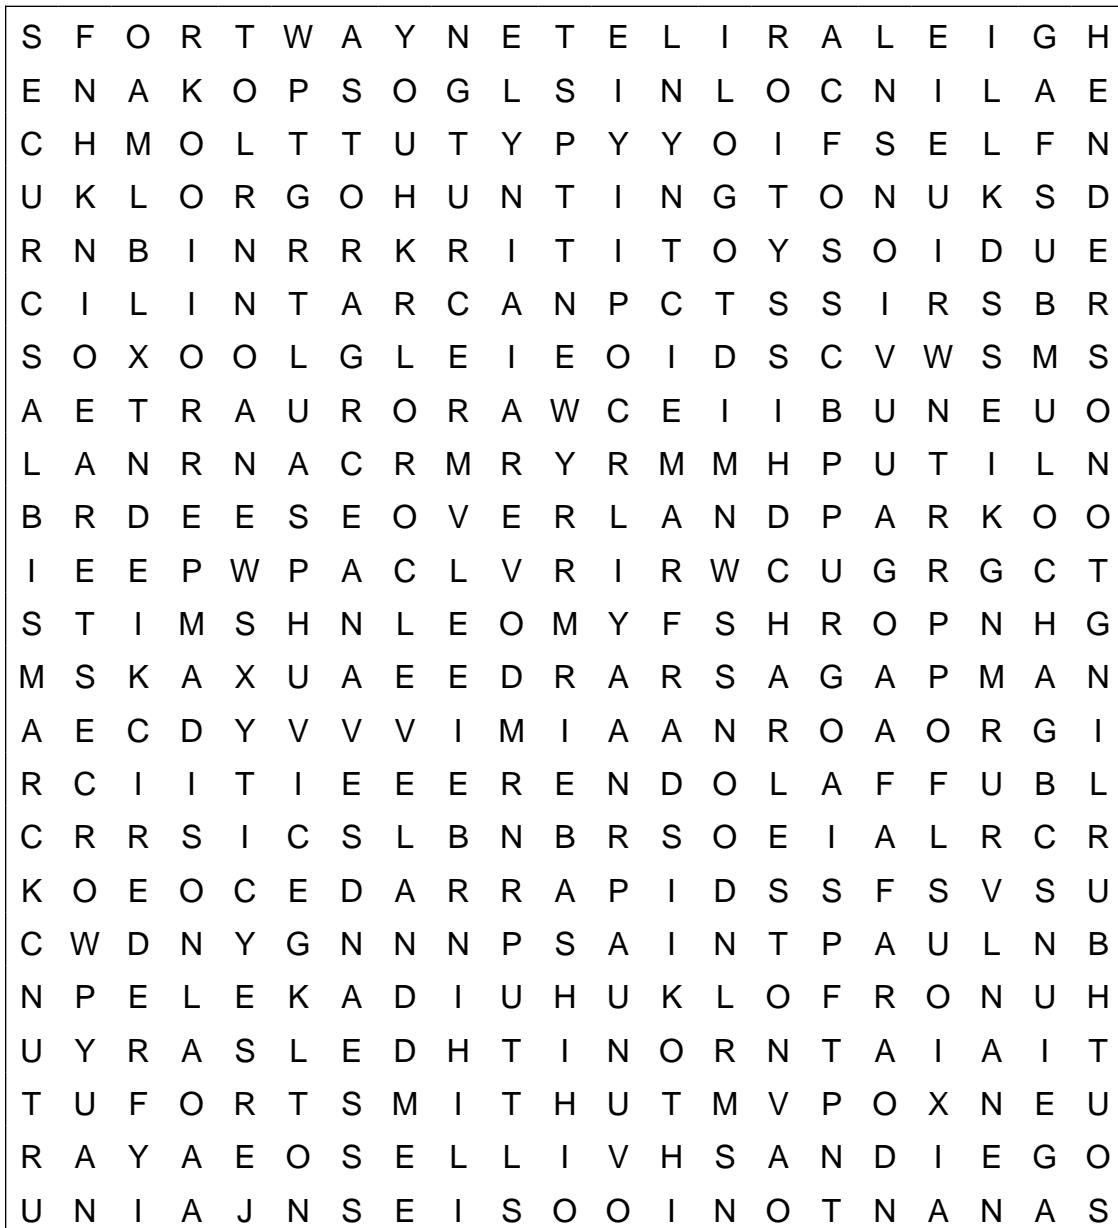 S F O R T W A Y N E T E L I R A L E I G H
E N A K O P S O G L S I N L O C N I L A E
C H M O L T T U T Y P Y Y O I F S E L F N
U K L O R G O H U N T I N G T O N U K S D
R N B I N R R K R I T I T O Y S O I D U E
C I L I N T A R C A N P C T S S I R S B R
S O X O O L G L E I E O I D S C V W S M S
A E T R A U R O R A W C E I I B U N E U O
L A N R N A C R M R Y R M M H P U T I L N
B R D E E S E O V E R L A N D P A R K O O
I E E P W P A C L V R I R W C U G R G C T
S T I M S H N L E O M Y F S H R O P N H G
M S K A X U A E E D R A R S A G A P M A N
A E C D Y V V V I M I A A N R O A O R G I
R C I I T I E E E R E N D O L A F F U B L
C R R S I C S L B N B R S O E I A L R C R
K O E O C E D A R R A P I D S S F S V S U
C W D N Y G N N N P S A I N T P A U L N B
N P E L E K A D I U H U K L O F R O N U H
U Y R A S L E D H T I N O R N T A I A I T
T U F O R T S M I T H U T M V P O X N E U
R A Y A E O S E L L I V H S A N D I E G O
U N I A J N S E I S O O I N O T N A N A S